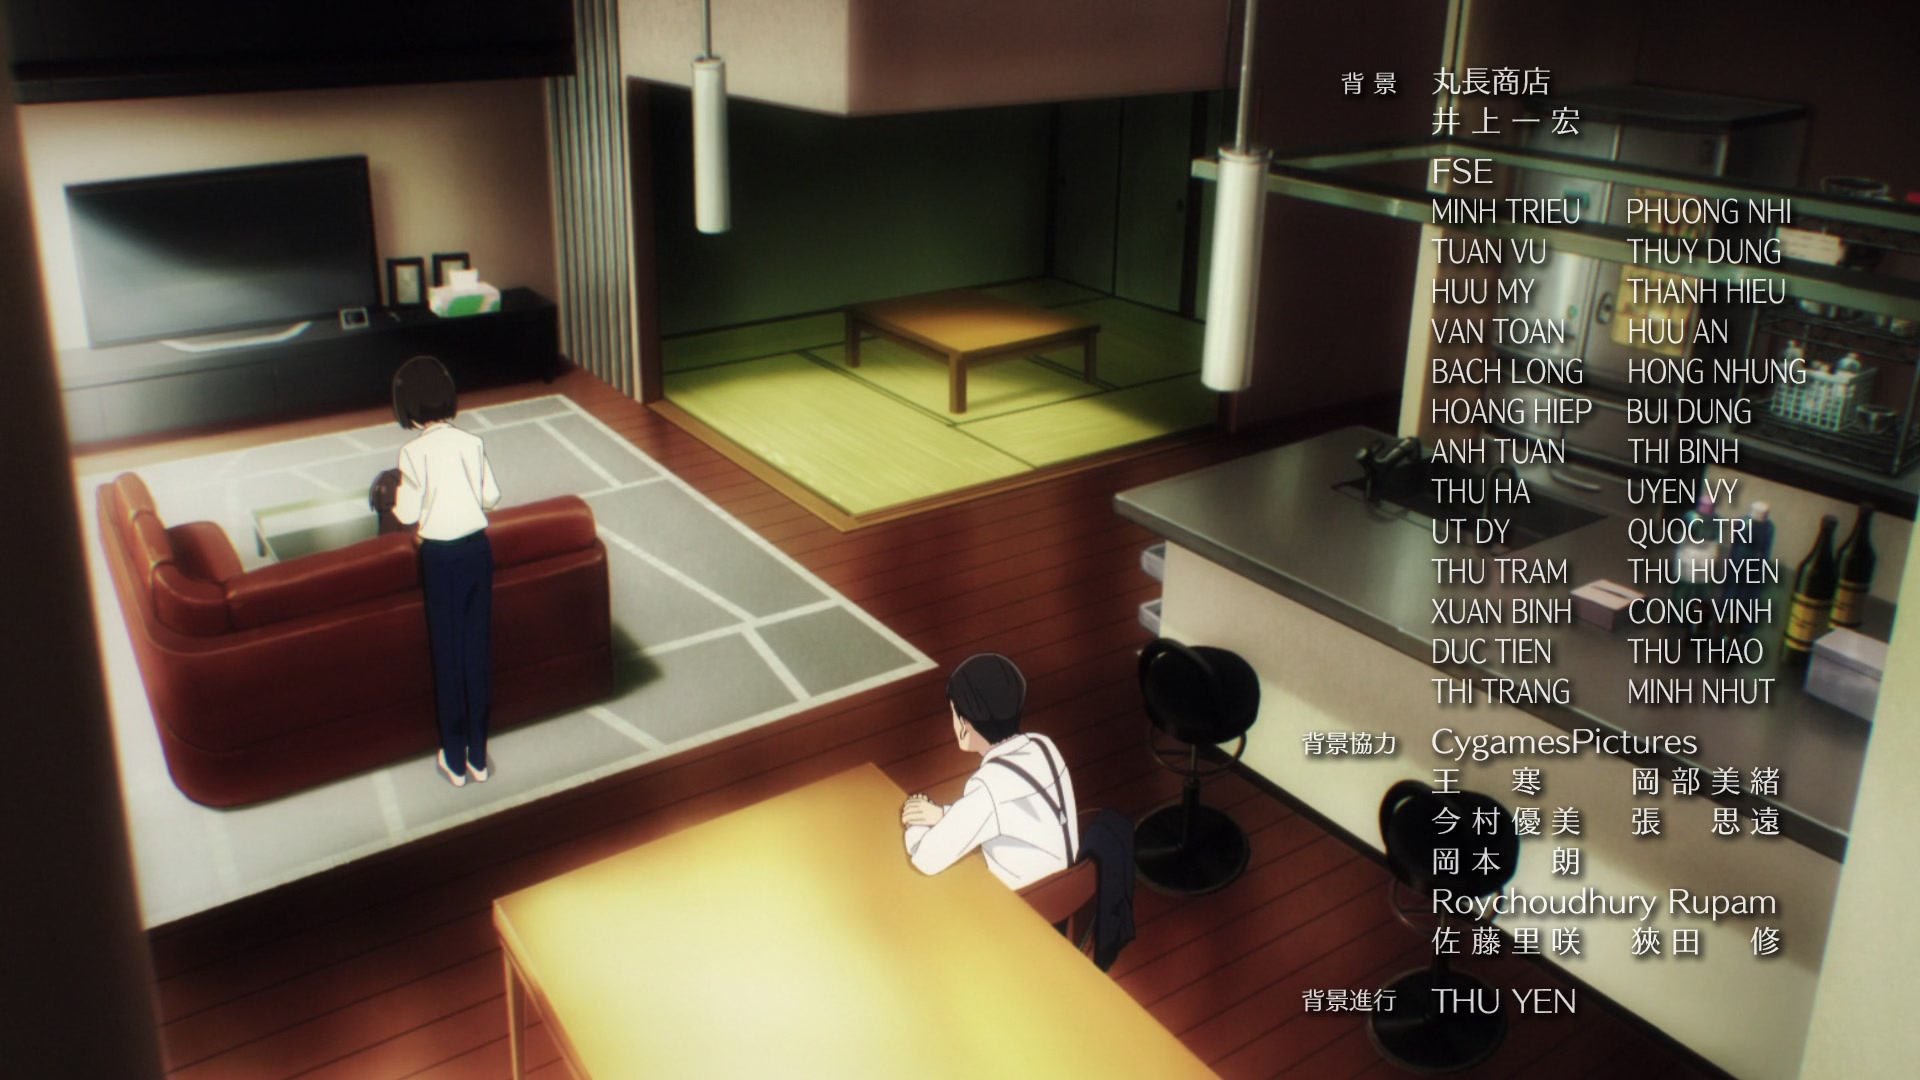 背景 丸長商店
井上一宏
FSE
MINH TRIEU PHUONG NHI
TUAN VU THUY DUNG
HUU MY THANH HIEU
VAN TOAN HUU AN
BACH LONG HONG NHUNG
HOANG HIEP BUI DUNG
ANH TUAN THI BINH
THU HA UYEN VY
UT DY QUOC TRI
THU TRAM THU HUYEN
XUAN BINH CONG VINH
DUC TIEN THU THAO
THI TRANG MINH NHUT
背景協力 CygamesPictures
王寒 岡部美緒
今村優美 張思遠
岡本朗
Roychoudhury Rupam
佐藤里咲 狹田修
背景進行 THU YEN